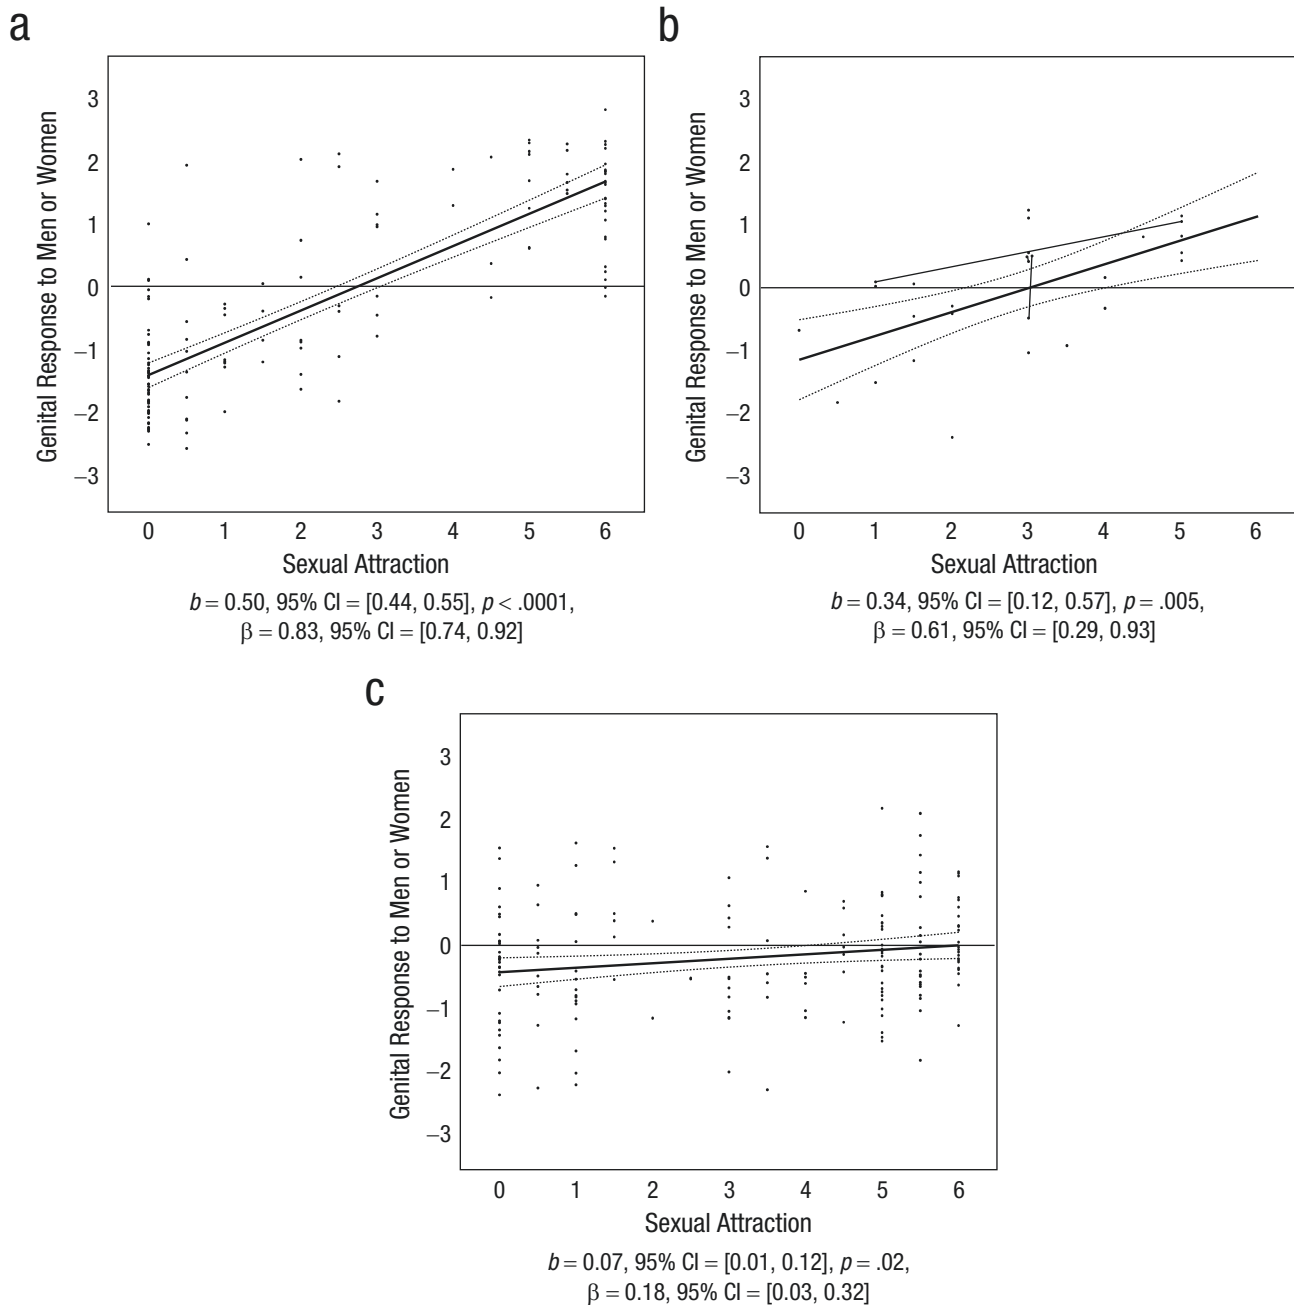 a
Genital Response to Men or Women
3
2
1
0
–1
–2
–3
0 1 2 3 4 5 6
Sexual Attraction
b = 0.50, 95% CI = [0.44, 0.55], p < .0001,
β = 0.83, 95% CI = [0.74, 0.92]
b
Genital Response to Men or Women
3
2
1
0
–1
–2
–3
0 1 2 3 4 5 6
Sexual Attraction
b = 0.34, 95% CI = [0.12, 0.57], p = .005,
β = 0.61, 95% CI = [0.29, 0.93]
c
Genital Response to Men or Women
3
2
1
0
–1
–2
–3
0 1 2 3 4 5 6
Sexual Attraction
b = 0.07, 95% CI = [0.01, 0.12], p = .02,
β = 0.18, 95% CI = [0.03, 0.32]